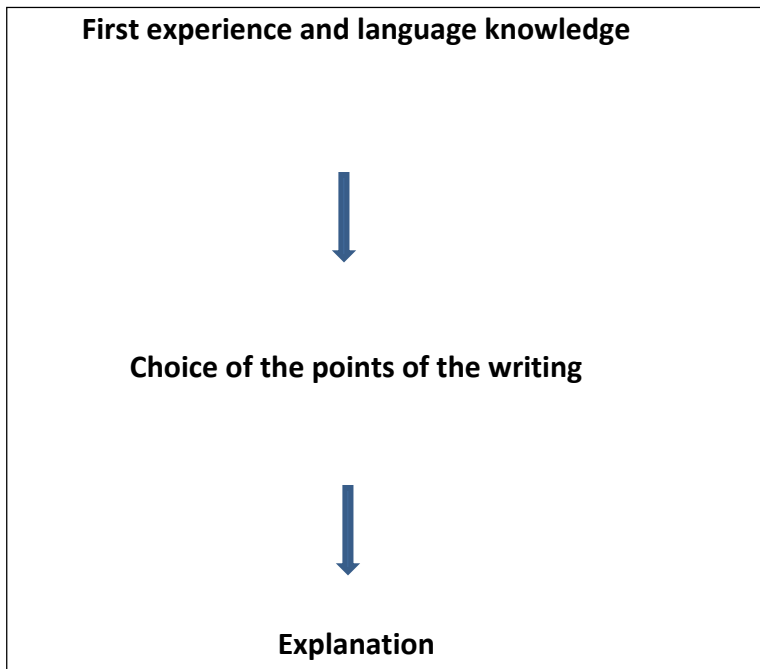 First experience and language knowledge
Choice of the points of the writing
Explanation